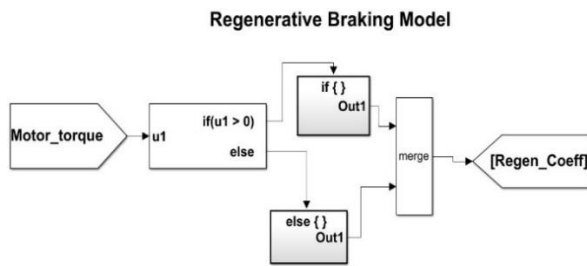 Regenerative Braking Model
Motor_torque
u1
if(u1 > 0)
else
if { }
Out1
else { }
Out1
merge
[Regen_Coeff]